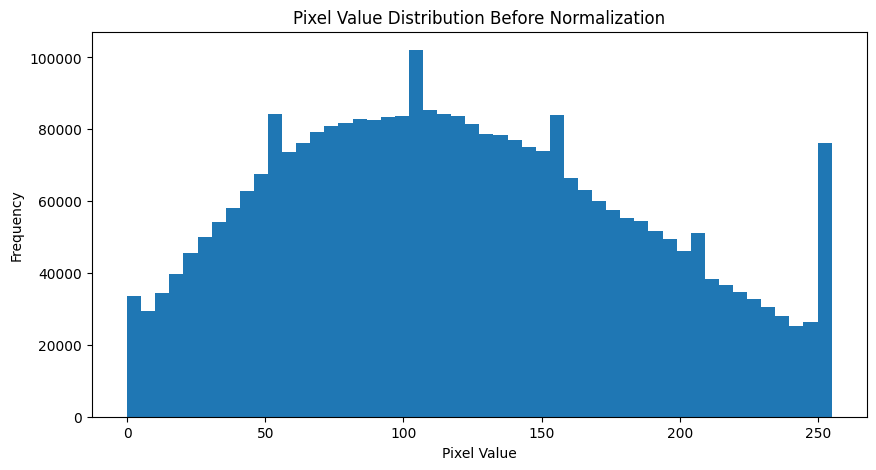 Pixel Value Distribution Before Normalization
100000
80000
60000
40000
20000
0
Frequency
0 50 100 150 200 250
Pixel Value